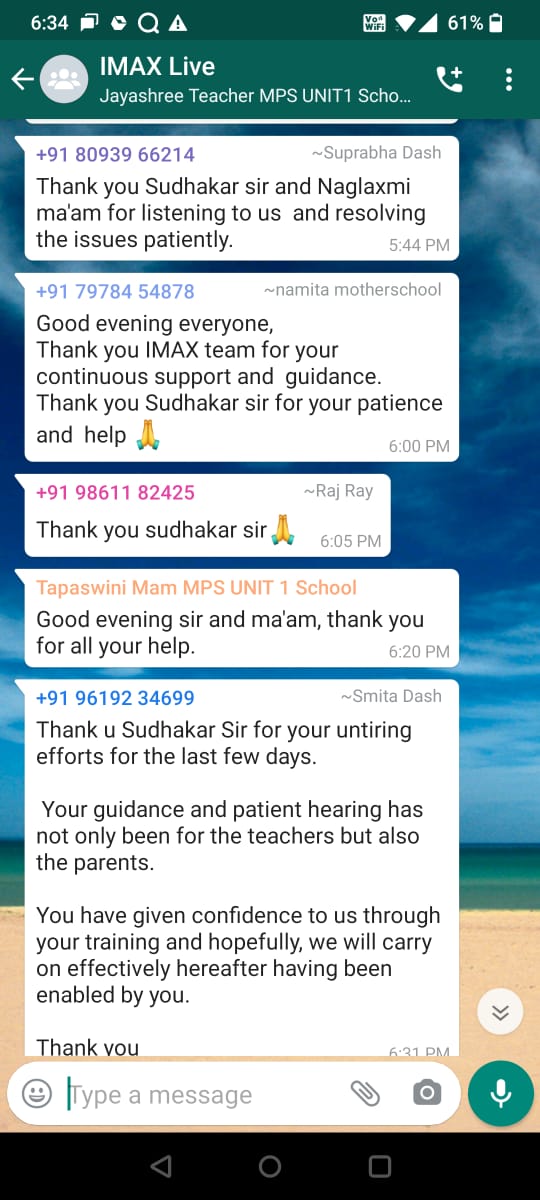 6:34
Vo))
WiFi
61%
IMAX Live
Jayashree Teacher MPS UNIT1 Scho...
+91 80939 66214
~Suprabha Dash
Thank you Sudhakar sir and Naglaxmi
ma'am for listening to us  and resolving
the issues patiently.
5:44 PM
+91 79784 54878
~namita motherschool
Good evening everyone,
Thank you IMAX team for your
continuous support and  guidance.
Thank you Sudhakar sir for your patience
and  help 🙏
6:00 PM
+91 98611 82425
~Raj Ray
Thank you sudhakar sir🙏
6:05 PM
Tapaswini Mam MPS UNIT 1 School
Good evening sir and ma'am, thank you
for all your help.
6:20 PM
+91 96192 34699
~Smita Dash
Thank u Sudhakar Sir for your untiring
efforts for the last few days.
Your guidance and patient hearing has
not only been for the teachers but also
the parents.
You have given confidence to us through
your training and hopefully, we will carry
on effectively hereafter having been
enabled by you.
Thank you
6:31 PM
Type a message